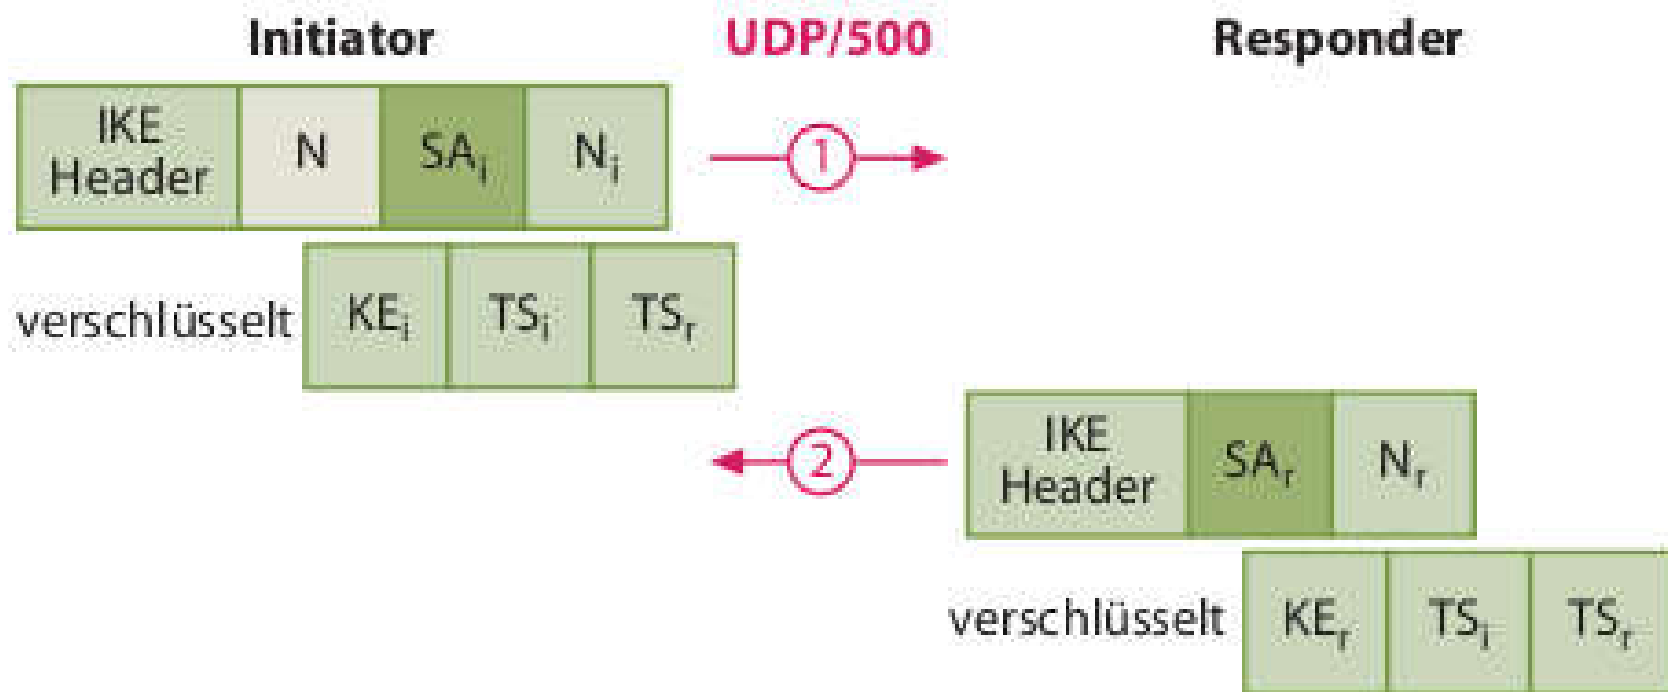 Initiator UDP/500 Responder
IKE Header N SAi Ni
1
verschlüsselt KEi TSi TSr
2
IKE Header SAr Nr
verschlüsselt KEr TSi TSr